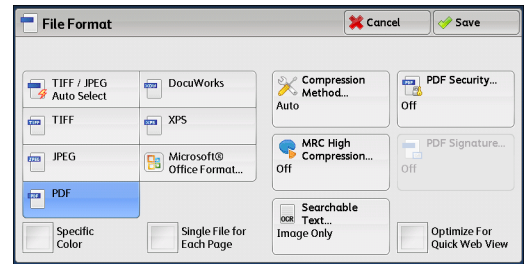 File Format
Cancel
Save
TIFF / JPEG
Auto Select
DocuWorks
TIFF
XPS
JPEG
Microsoft®
Office Format...
PDF
Specific
Color
Single File for
Each Page
Compression
Method...
Auto
PDF Security...
Off
MRC High
Compression...
Off
PDF Signature...
Off
OCR
Searchable
Text...
Image Only
Optimize For
Quick Web View